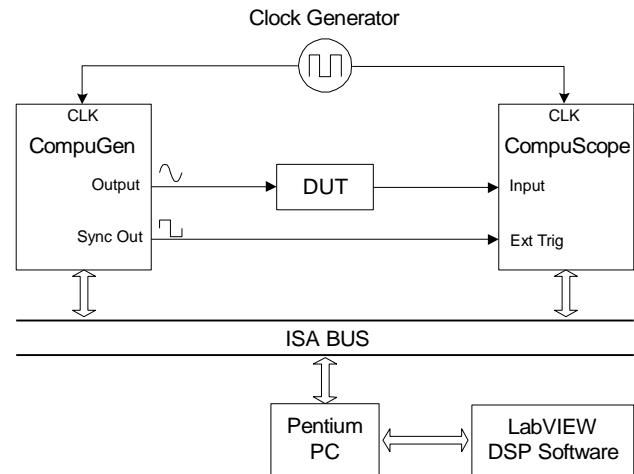 Clock Generator
CLK
CompuGen
Output
Sync Out
DUT
CLK
CompuScope
Input
Ext Trig
ISA BUS
Pentium
PC
LabVIEW
DSP Software